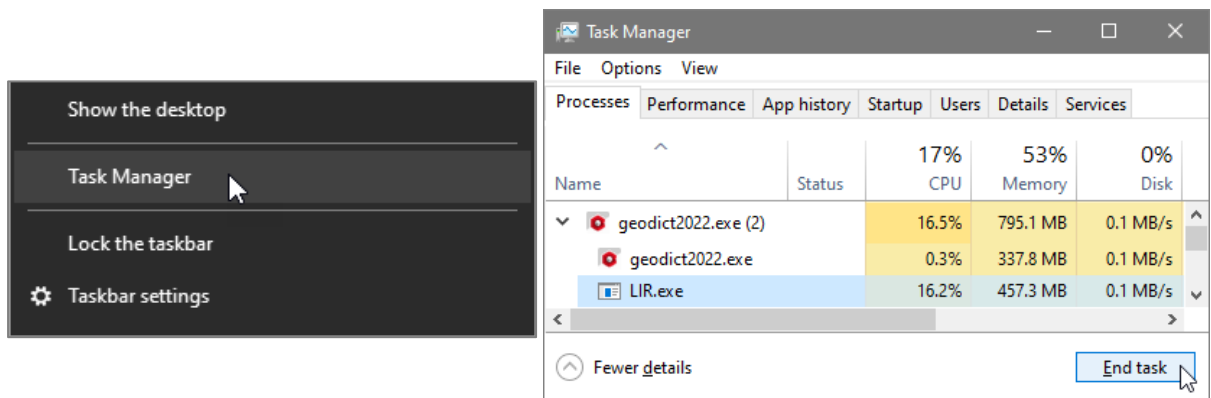 Show the desktop
Task Manager
Lock the taskbar
Taskbar settings
Task Manager
File Options View
Processes Performance App history Startup Users Details Services
17% 53% 0%
Name Status CPU Memory Disk
geodict2022.exe (2) 16.5% 795.1 MB 0.1 MB/s
geodict2022.exe 0.3% 337.8 MB 0.1 MB/s
LIR.exe 16.2% 457.3 MB 0.1 MB/s
Fewer details End task